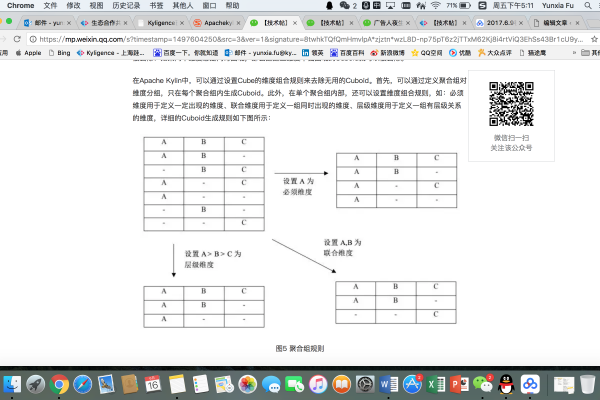 Chrome 文件 修改 视图 历史记录 书签 其他人 窗口 帮助 2 71% 周五下午5:11 Yunxia Fu
Kyligence Apachekyl 【技术帖】 【技术帖】 广告人夜生 【技术帖】 2017.6.9 编辑文章
https://mp.weixin.qq.com/s?timestamp=1497604250&src=3&ver=1&signature=8twhkTQfQmHmvIpA*zjztn*wzL8D-np75pT6z2jTTxM62Kj8i4rtViQ3EhSs43Br1cU9y...
Apple Bing Kyligence - 上海跬... 百度一下，你就知道 邮件 - yunxia.fu@ky... 领英 新浪微博 百度百科 QQ空间 优酷 大众点评 猫途鹰 »
在Apache Kylin中，可以通过设置Cube的维度组合规则来去除无用的Cuboid。首先，可以通过定义聚合组对
维度分组，只在每个聚合组内生成Cuboid。此外，在单个聚合组内部，还可以设置维度组合规则，如：必须
维度用于定义一定出现的维度、联合维度用于定义一组同时出现的维度、层级维度用于定义一组有层级关系
的维度，详细的Cuboid生成规则如下图所示：
微信扫一扫
关注该公众号
A B C
A B -
- B C
A - C
A - -
- B -
- - C
设置 A 为
必须维度
A B C
A B -
A - C
A - -
设置 A > B > C 为
层级维度
设置 A,B 为
联合维度
A B C
A B -
A - -
A B C
A B -
- - C
图5 聚合组规则
16